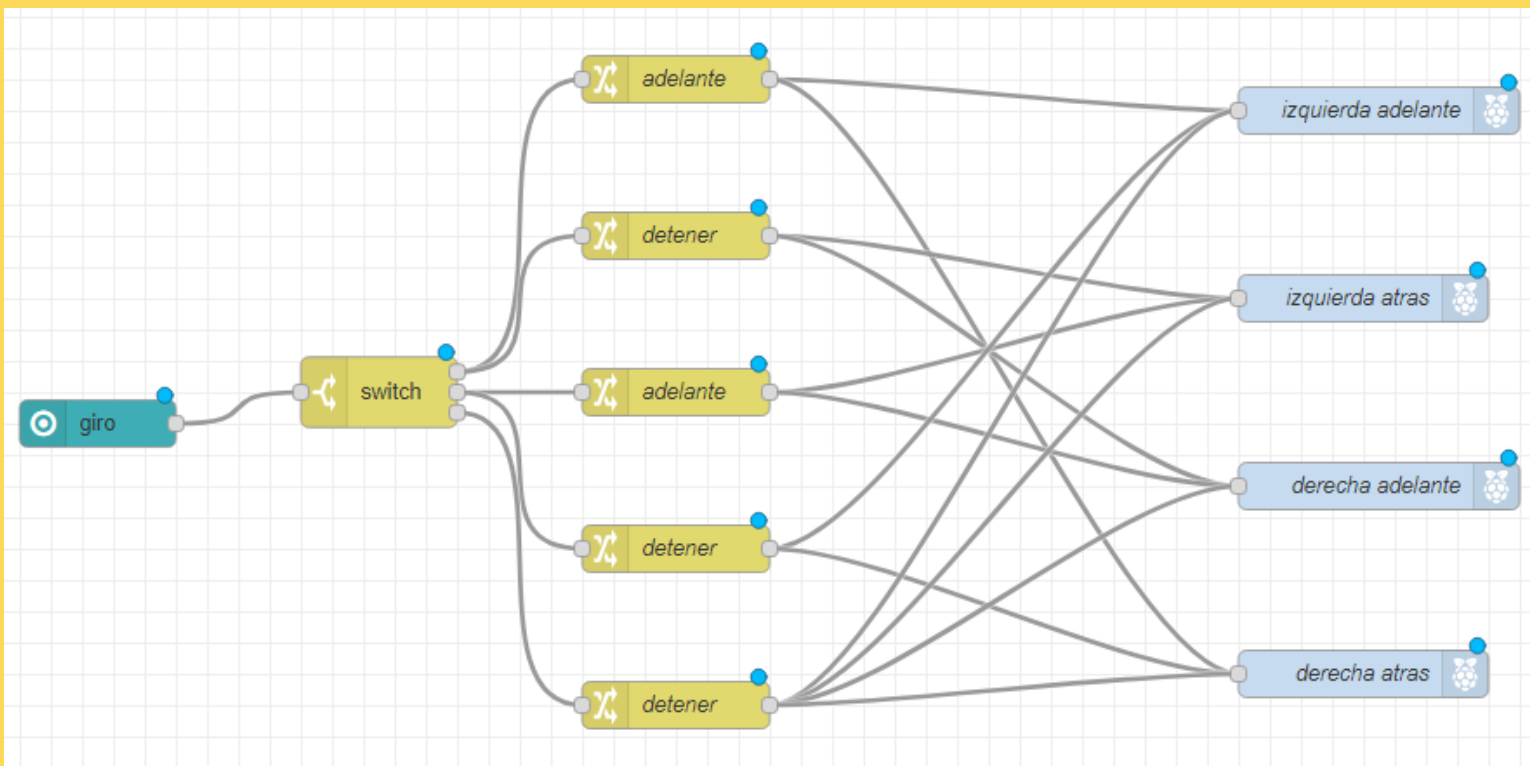 adelante
izquierda adelante
detener
izquierda atras
giro
switch
adelante
derecha adelante
detener
derecha atras
detener